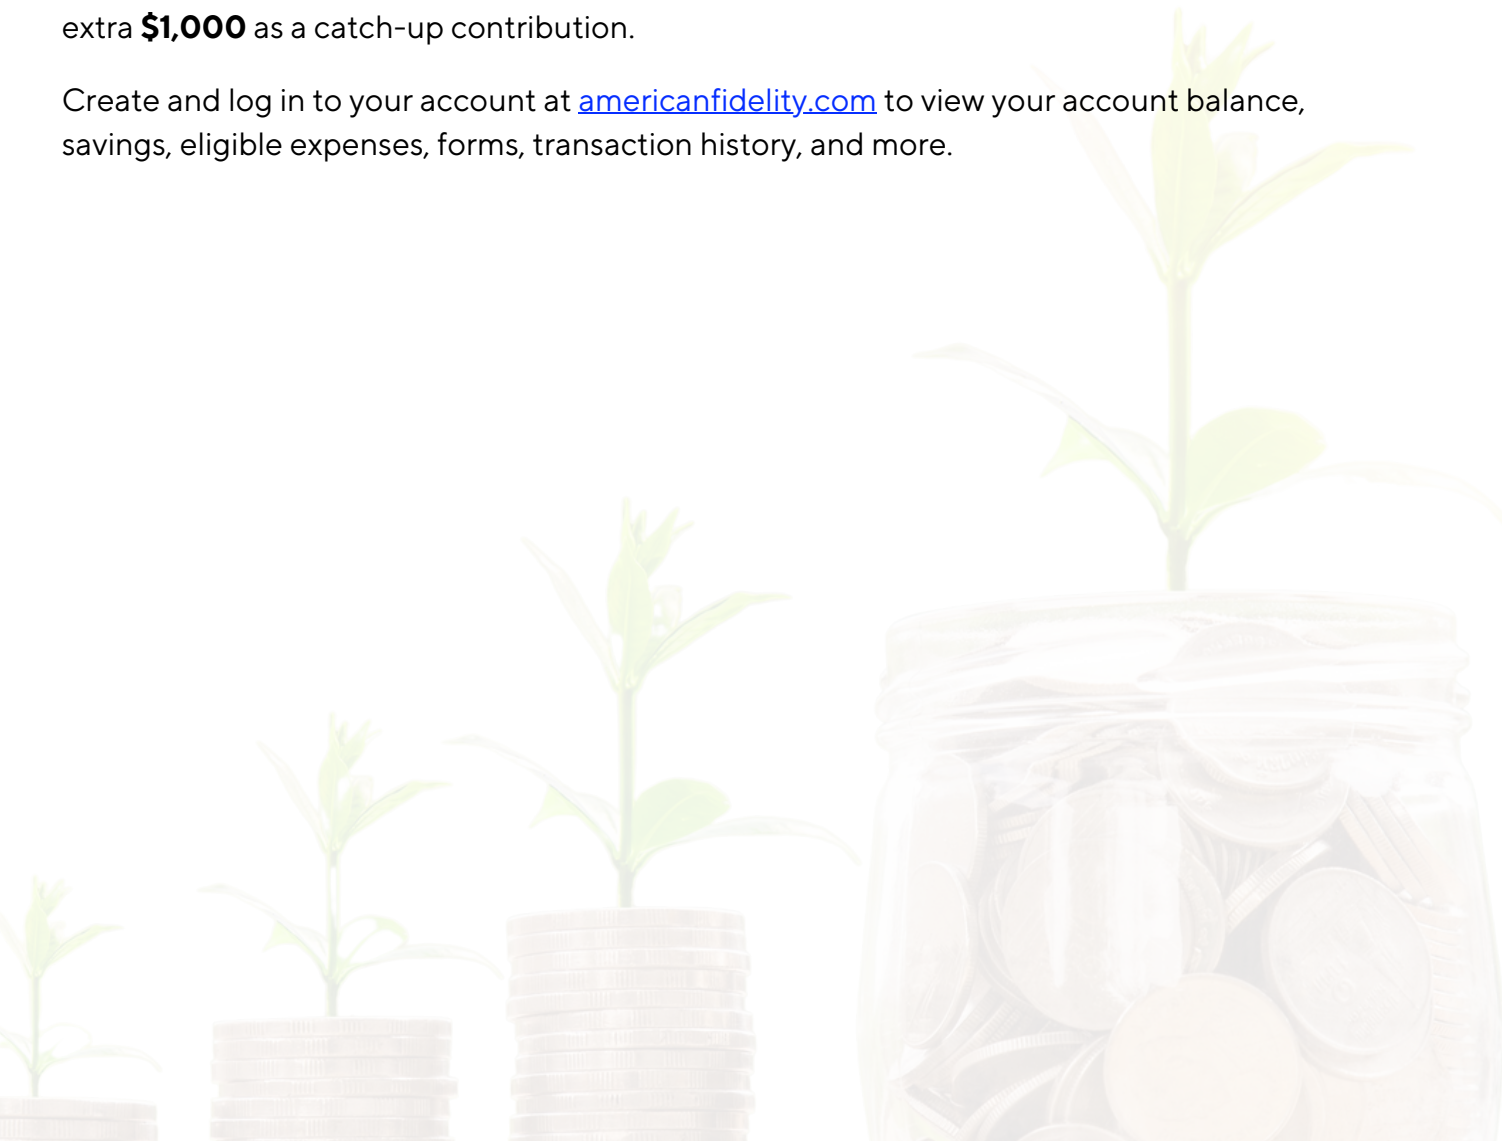 extra $1,000 as a catch-up contribution.
Create and log in to your account at americanfidelity.com to view your account balance,
savings, eligible expenses, forms, transaction history, and more.